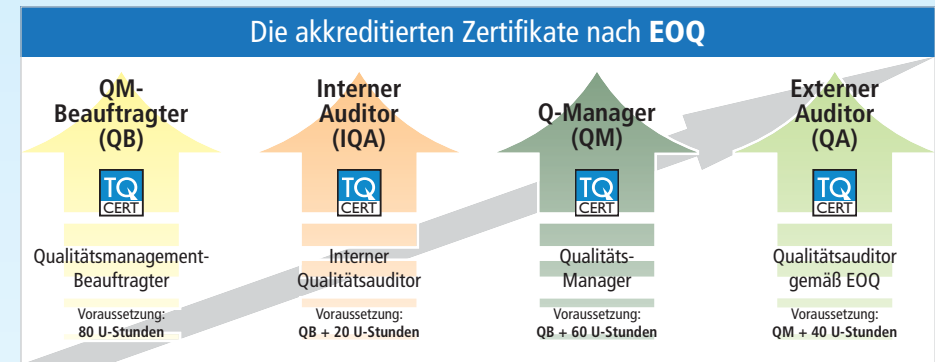 Die akkreditierten Zertifikate nach EOQ
QM-
Beauftragter
(QB)
TQ
CERT
Qualitätsmanagement-
Beauftragter
Voraussetzung:
80 U-Stunden
Interner
Auditor
(IQA)
TQ
CERT
Interner
Qualitätsauditor
Voraussetzung:
QB + 20 U-Stunden
Q-Manager
(QM)
TQ
CERT
Qualitäts-
Manager
Voraussetzung:
QB + 60 U-Stunden
Externer
Auditor
(QA)
TQ
CERT
Qualitätsauditor
gemäß EOQ
Voraussetzung:
QM + 40 U-Stunden